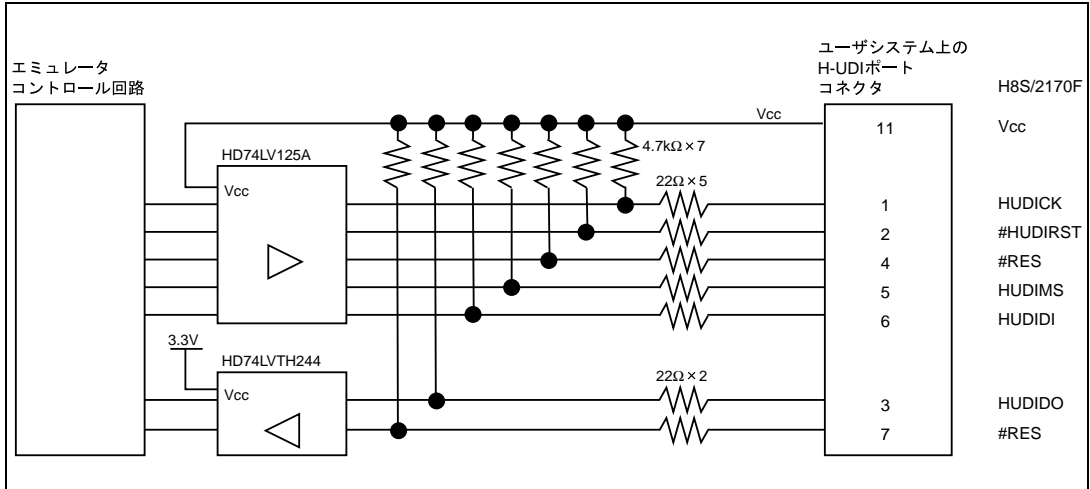 エミュレータ
コントロール回路
ユーザシステム上の
H-UDIポート
コネクタ
H8S/2170F
Vcc
11
Vcc
HD74LV125A
4.7kΩ×7
Vcc
22Ω×5
1
HUDICK
2
#HUDIRST
4
#RES
5
HUDIMS
6
HUDIDI
3.3V
HD74LVTH244
22Ω×2
Vcc
3
HUDIDO
7
#RES